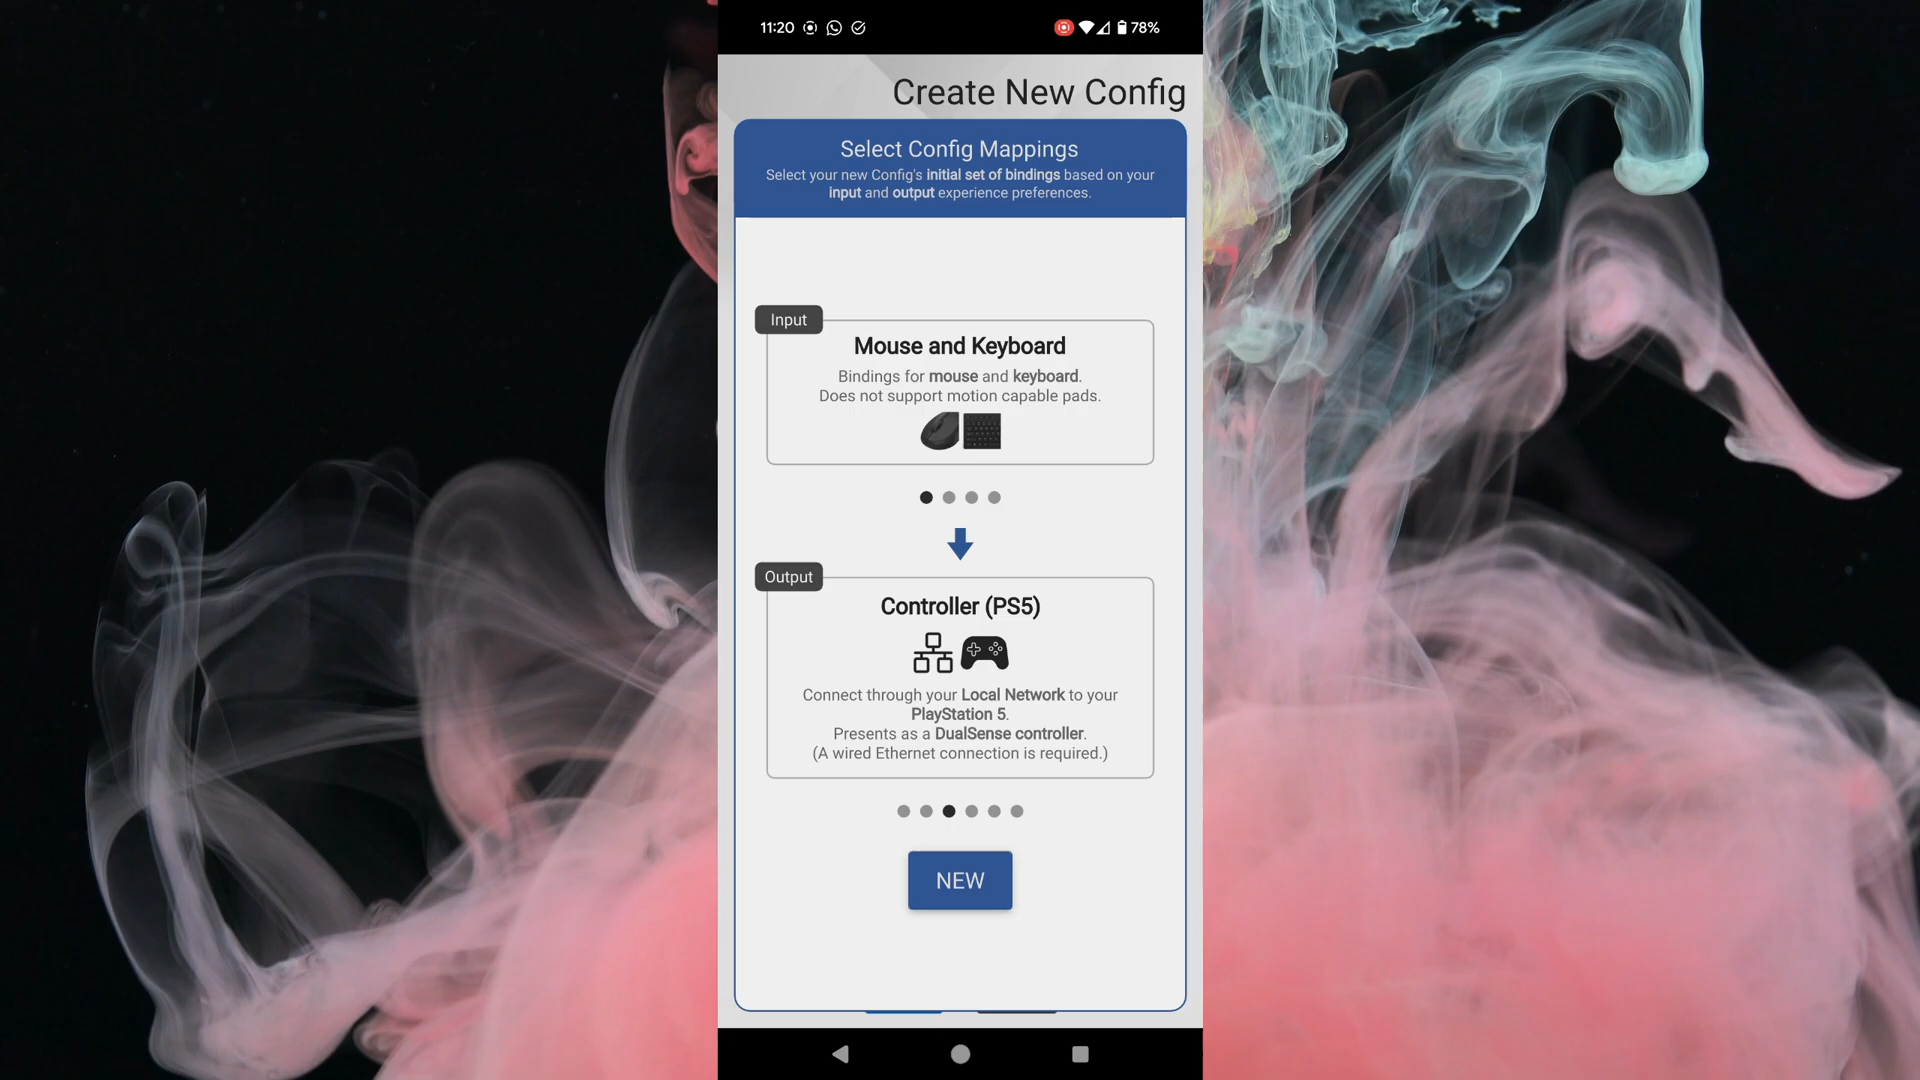 11:20
78%
Create New Config
Select Config Mappings
Select your new Config's initial set of bindings based on your
input and output experience preferences.
Input
Mouse and Keyboard
Bindings for mouse and keyboard.
Does not support motion capable pads.
Output
Controller (PS5)
Connect through your Local Network to your
PlayStation 5.
Presents as a DualSense controller.
(A wired Ethernet connection is required.)
NEW